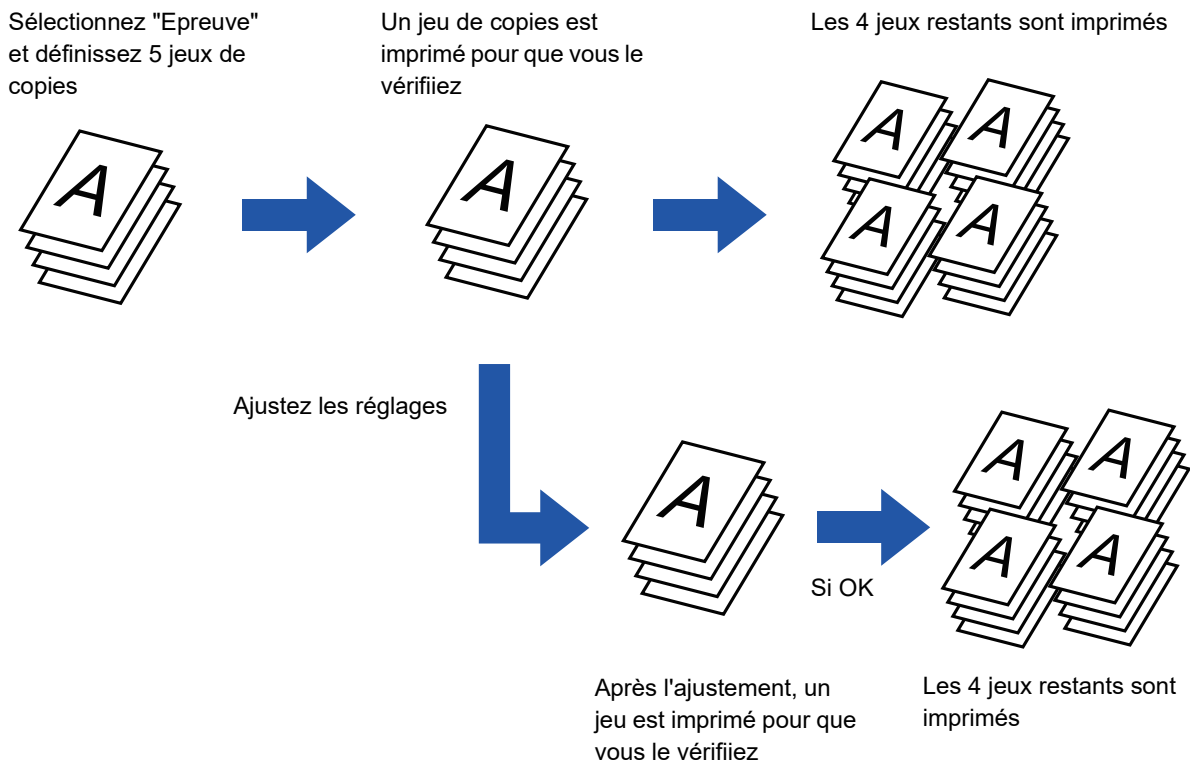 Sélectionnez "Epreuve"
et définissez 5 jeux de
copies
Un jeu de copies est
imprimé pour que vous le
vérifiiez
Les 4 jeux restants sont imprimés
A
A
A
A
A
A
Ajustez les réglages
A
Si OK
A
A
A
A
Après l'ajustement, un
jeu est imprimé pour que
vous le vérifiiez
Les 4 jeux restants sont
imprimés